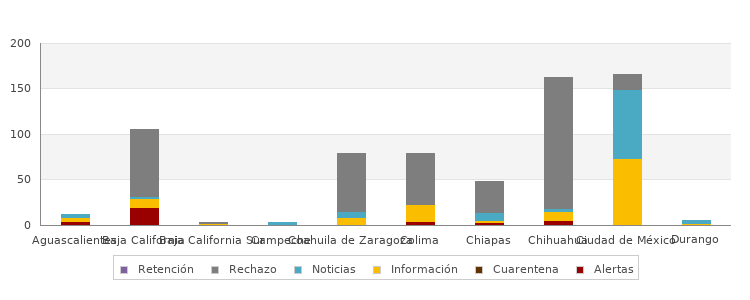 200
150
100
50
0
Aguascalientes Baja California Baja California Sur Campeche Coahuila de Zaragoza Colima Chiapas Chihuahua Ciudad de México Durango
Retención Rechazo Noticias Información Cuarentena Alertas